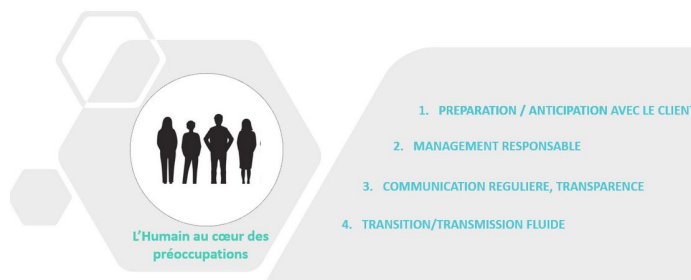 1. PREPARATION / ANTICIPATION AVEC LE CLIENT
2. MANAGEMENT RESPONSABLE
3. COMMUNICATION REGULIERE, TRANSPARENCE
4. TRANSITION/TRANSMISSION FLUIDE
L'Humain au cœur des
préoccupations